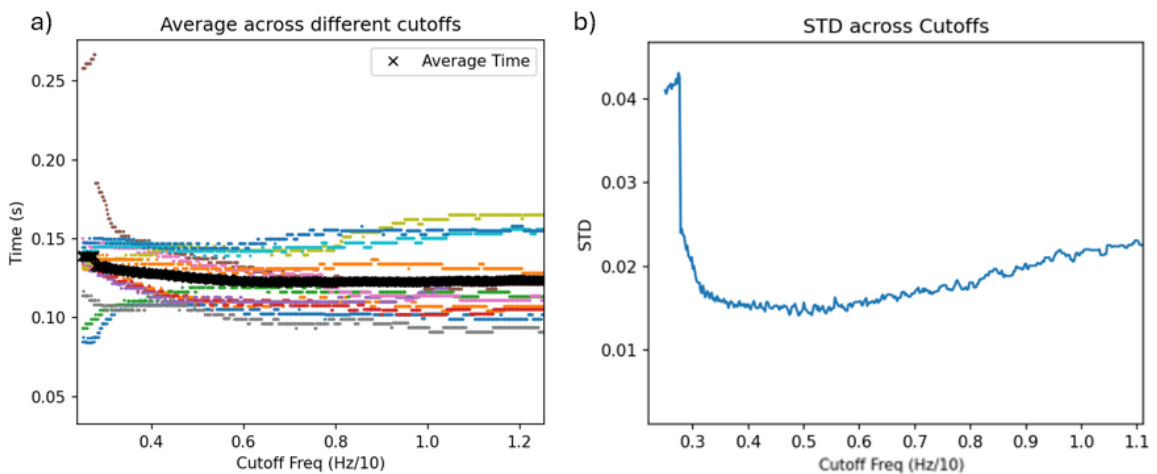 a)
Average across different cutoffs
Average Time
0.25
0.20
0.15
0.10
0.05
Time (s)
0.4 0.6 0.8 1.0 1.2
Cutoff Freq (Hz/10)
b)
STD across Cutoffs
0.04
0.03
0.02
0.01
STD
0.3 0.4 0.5 0.6 0.7 0.8 0.9 1.0 1.1
Cutoff Freq (Hz/10)